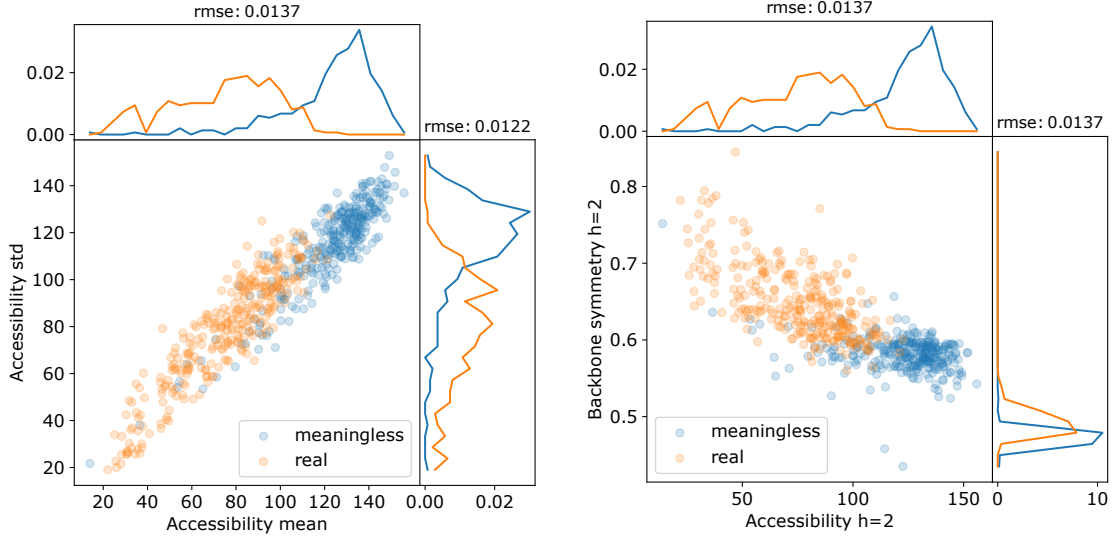 rmse: 0.0137
0.02
0.00
rmse: 0.0122
140
120
100
80
60
40
20
Accessibility std
meaningless
real
20 40 60 80 100 120 140
0.00 0.02
Accessibility mean
rmse: 0.0137
0.02
0.00
rmse: 0.0137
0.8
0.7
0.6
0.5
Backbone symmetry h=2
meaningless
real
50 100 150
0 10
Accessibility h=2